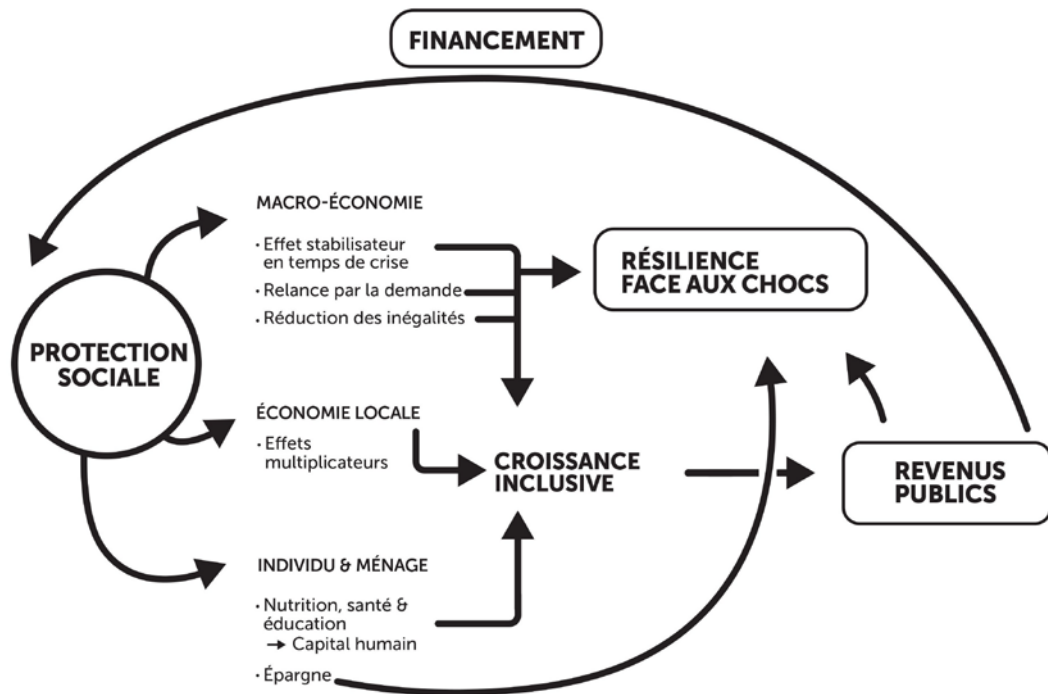 FINANCEMENT
MACRO-ÉCONOMIE
· Effet stabilisateur
en temps de crise
· Relance par la demande
· Réduction des inégalités
RÉSILIENCE
FACE AUX CHOCS
PROTECTION
SOCIALE
ÉCONOMIE LOCALE
· Effets
multiplicateurs
CROISSANCE
INCLUSIVE
REVENUS
PUBLICS
INDIVIDU & MÉNAGE
· Nutrition, santé &
éducation
→ Capital humain
· Épargne